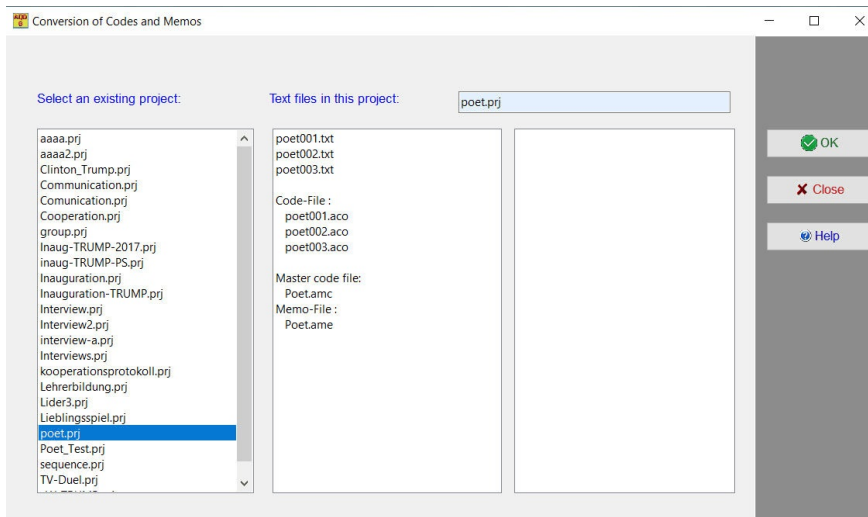 Conversion of Codes and Memos
Select an existing project:
Text files in this project:
poet.prj
aaaa.prj
aaaa2.prj
Clinton_Trump.prj
Communication.prj
Comunication.prj
Cooperation.prj
group.prj
Inaug-TRUMP-2017.prj
inaug-TRUMP-PS.prj
Inauguration.prj
Inauguration-TRUMP.prj
Interview.prj
Interview2.prj
interview-a.prj
Interviews.prj
kooperationsprotokoll.prj
Lehrerbildung.prj
Lider3.prj
Lieblingsspiel.prj
poet.prj
Poet_Test.prj
sequence.prj
TV-Duel.prj
poet001.txt
poet002.txt
poet003.txt
Code-File :
poet001.aco
poet002.aco
poet003.aco
Master code file:
Poet.amc
Memo-File :
Poet.ame
OK
Close
Help